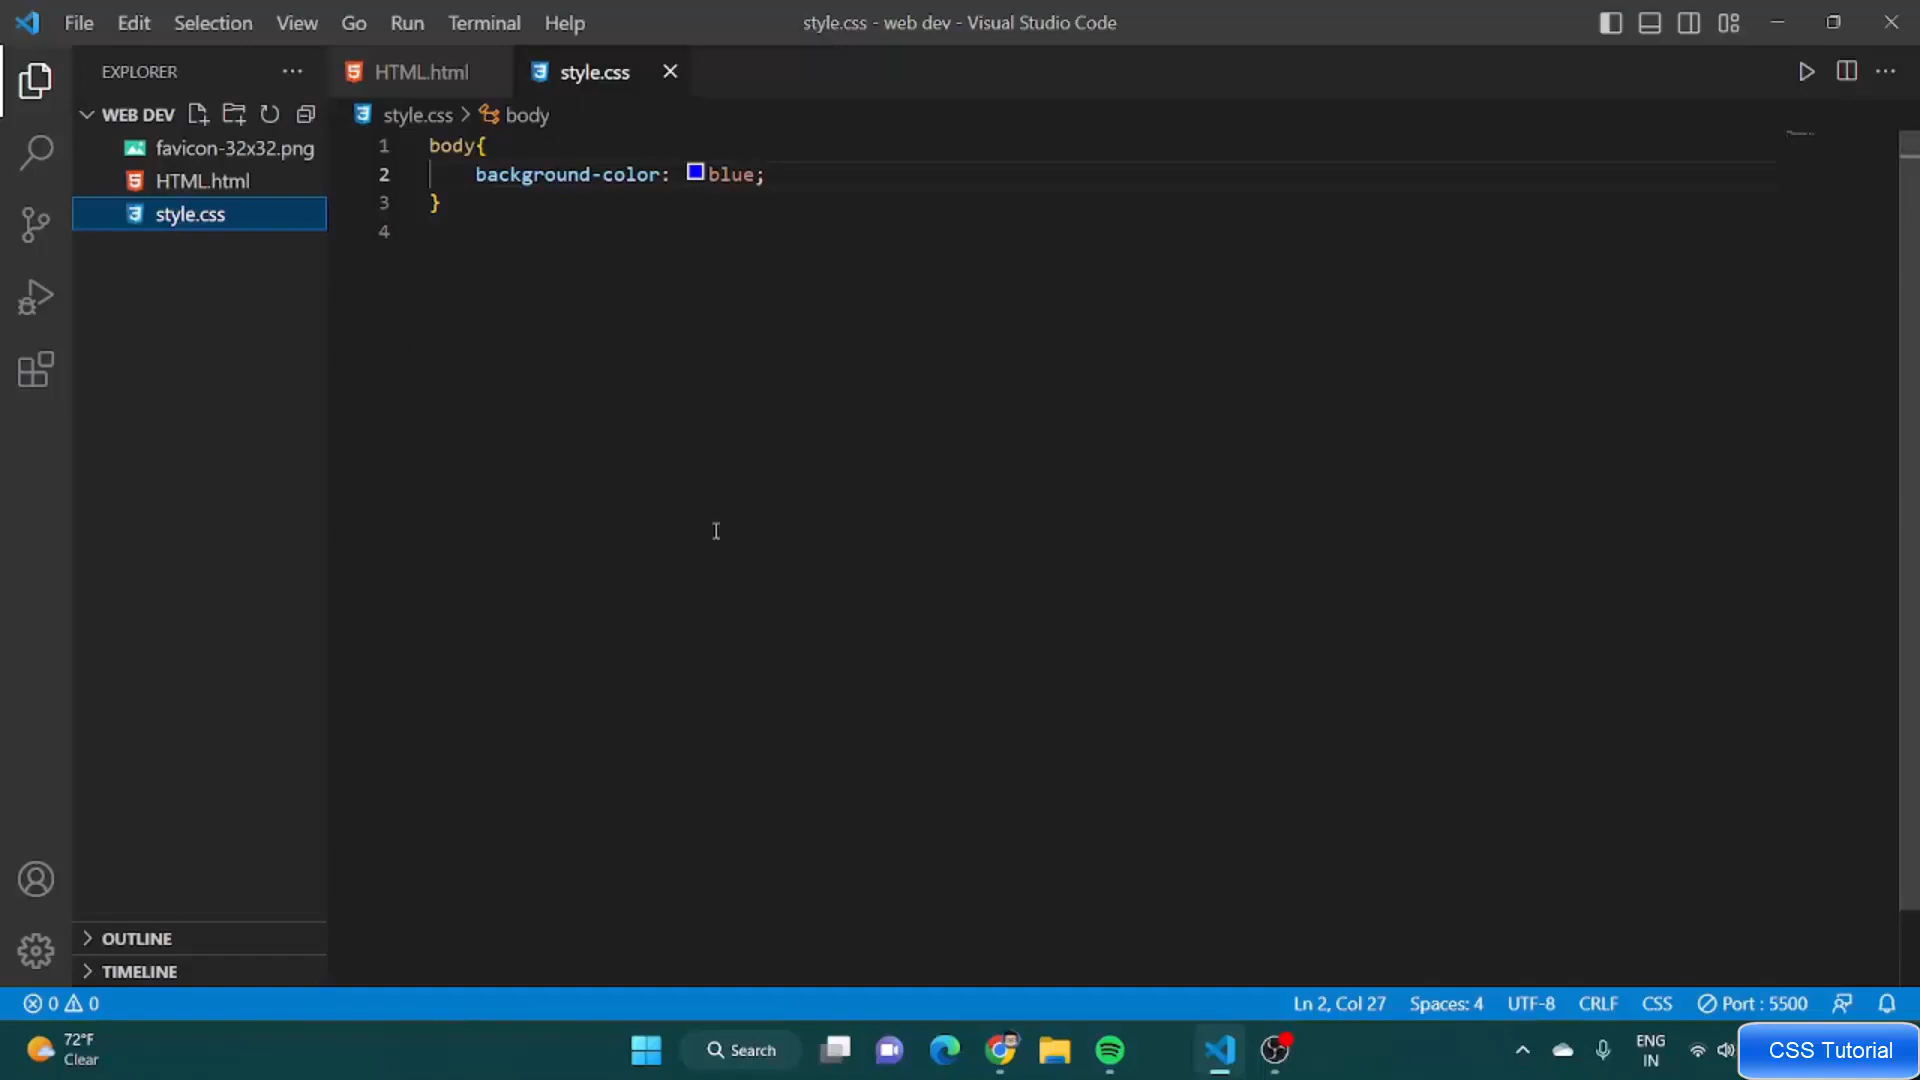 File Edit Selection View Go Run Terminal Help
style.css - web dev - Visual Studio Code
EXPLORER
HTML.html
style.css
WEB DEV
favicon-32x32.png
HTML.html
style.css
style.css > body
1 body{
2 background-color: blue;
3 }
4
OUTLINE
TIMELINE
0 0
Ln 2, Col 27 Spaces: 4 UTF-8 CRLF CSS Port : 5500
72°F
Clear
Search
ENG
IN
CSS Tutorial